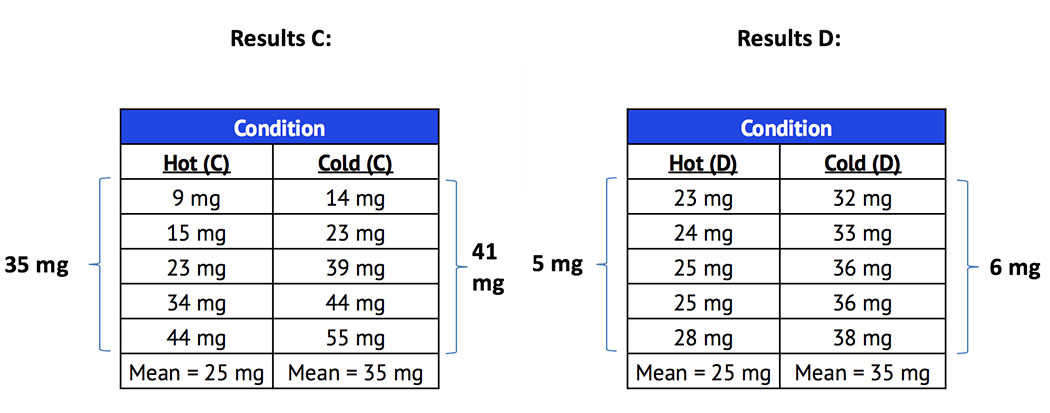 Results C:
Condition
Hot (C) Cold (C)
9 mg 14 mg
15 mg 23 mg
35 mg 23 mg 39 mg 41 mg
34 mg 44 mg
44 mg 55 mg
Mean = 25 mg Mean = 35 mg
Results D:
Condition
Hot (D) Cold (D)
23 mg 32 mg
24 mg 33 mg
5 mg 25 mg 36 mg 6 mg
25 mg 36 mg
28 mg 38 mg
Mean = 25 mg Mean = 35 mg